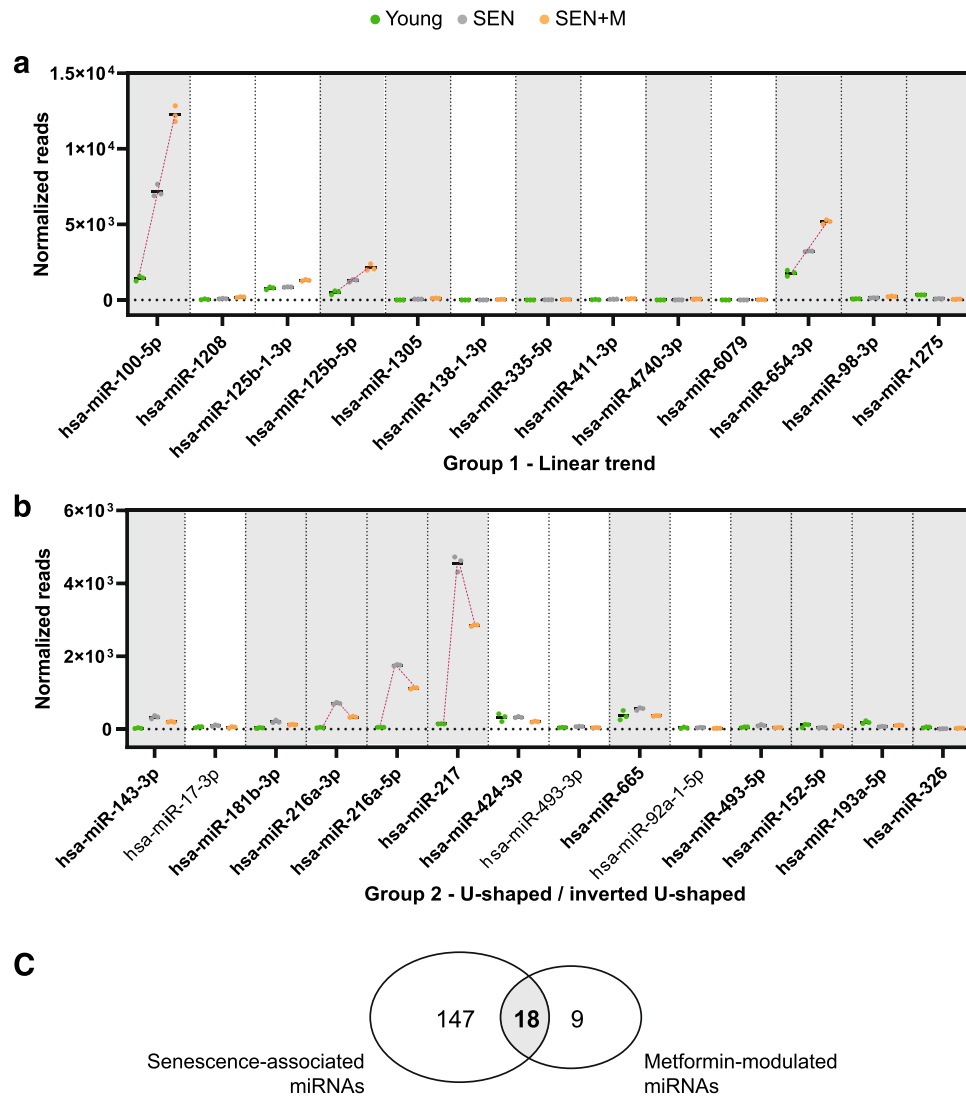 Young SEN SEN+M
a
Normalized reads
1.5×10⁴
1×10⁴
5×10³
0
hsa-miR-100-5p
hsa-miR-1208
hsa-miR-125b-1-3p
hsa-miR-125b-5p
hsa-miR-1305
hsa-miR-138-1-3p
hsa-miR-335-5p
hsa-miR-411-3p
hsa-miR-4740-3p
hsa-miR-6079
hsa-miR-654-3p
hsa-miR-98-3p
hsa-miR-1275
Group 1 - Linear trend
b
Normalized reads
6×10³
4×10³
2×10³
0
hsa-miR-143-3p
hsa-miR-17-3p
hsa-miR-181b-3p
hsa-miR-216a-3p
hsa-miR-216a-5p
hsa-miR-217
hsa-miR-424-3p
hsa-miR-493-3p
hsa-miR-665
hsa-miR-92a-1-5p
hsa-miR-493-5p
hsa-miR-152-5p
hsa-miR-193a-5p
hsa-miR-326
Group 2 - U-shaped / inverted U-shaped
C
147 18 9
Senescence-associated
miRNAs
Metformin-modulated
miRNAs